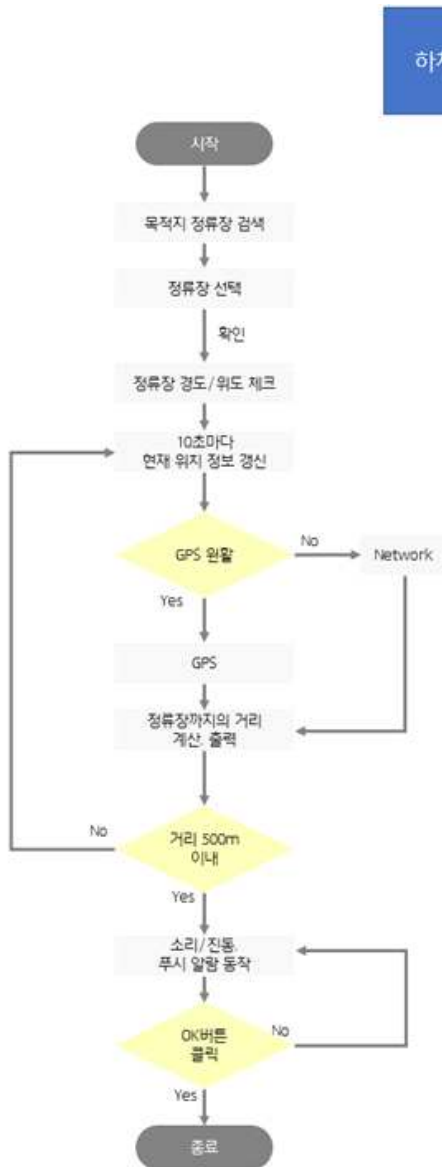 하차
시작
목적지 정류장 검색
정류장 선택
확인
정류장 경도/위도 체크
10초마다
현재 위치 정보 갱신
GPS 원활
No
Network
Yes
GPS
정류장까지의 거리
계산, 출력
No
거리 500m
이내
Yes
소리/진동,
푸시 알람 동작
OK버튼
클릭
No
Yes
종료